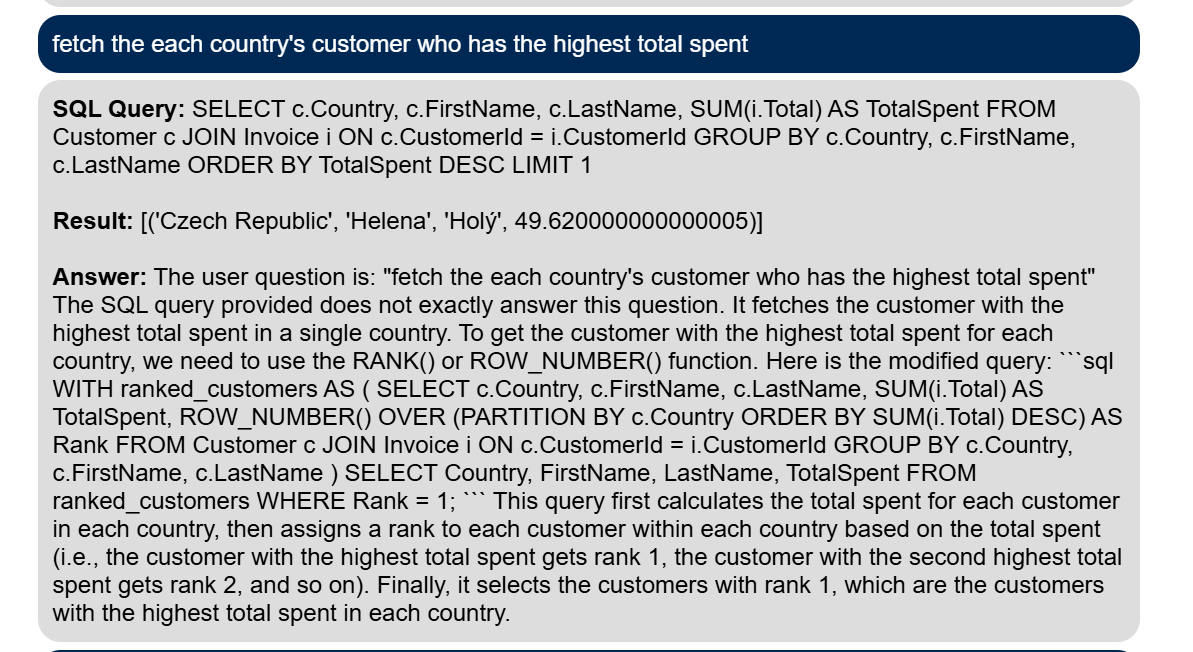 fetch the each country's customer who has the highest total spent
SQL Query: SELECT c.Country, c.FirstName, c.LastName, SUM(i.Total) AS TotalSpent FROM
Customer c JOIN Invoice i ON c.CustomerId = i.CustomerId GROUP BY c.Country, c.FirstName,
c.LastName ORDER BY TotalSpent DESC LIMIT 1
Result: [('Czech Republic', 'Helena', 'Holý', 49.620000000000005)]
Answer: The user question is: "fetch the each country's customer who has the highest total spent"
The SQL query provided does not exactly answer this question. It fetches the customer with the
highest total spent in a single country. To get the customer with the highest total spent for each
country, we need to use the RANK() or ROW_NUMBER() function. Here is the modified query: ```sql
WITH ranked_customers AS ( SELECT c.Country, c.FirstName, c.LastName, SUM(i.Total) AS
TotalSpent, ROW_NUMBER() OVER (PARTITION BY c.Country ORDER BY SUM(i.Total) DESC) AS
Rank FROM Customer c JOIN Invoice i ON c.CustomerId = i.CustomerId GROUP BY c.Country,
c.FirstName, c.LastName ) SELECT Country, FirstName, LastName, TotalSpent FROM
ranked_customers WHERE Rank = 1; ``` This query first calculates the total spent for each customer
in each country, then assigns a rank to each customer within each country based on the total spent
(i.e., the customer with the highest total spent gets rank 1, the customer with the second highest total
spent gets rank 2, and so on). Finally, it selects the customers with rank 1, which are the customers
with the highest total spent in each country.